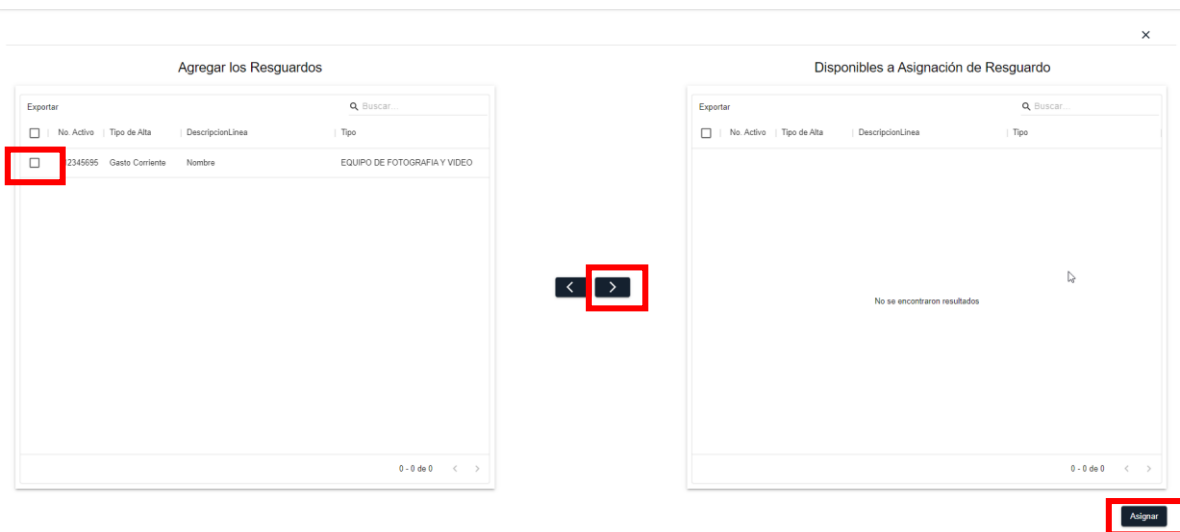 Agregar los Resguardos
Exportar
Buscar...
No. Activo Tipo de Alta DescripcionLinea Tipo
12345695 Gasto Corriente Nombre EQUIPO DE FOTOGRAFIA Y VIDEO
0 - 0 de 0
Disponibles a Asignación de Resguardo
Exportar
Buscar...
No. Activo Tipo de Alta DescripcionLinea Tipo
No se encontraron resultados
0 - 0 de 0
Asignar